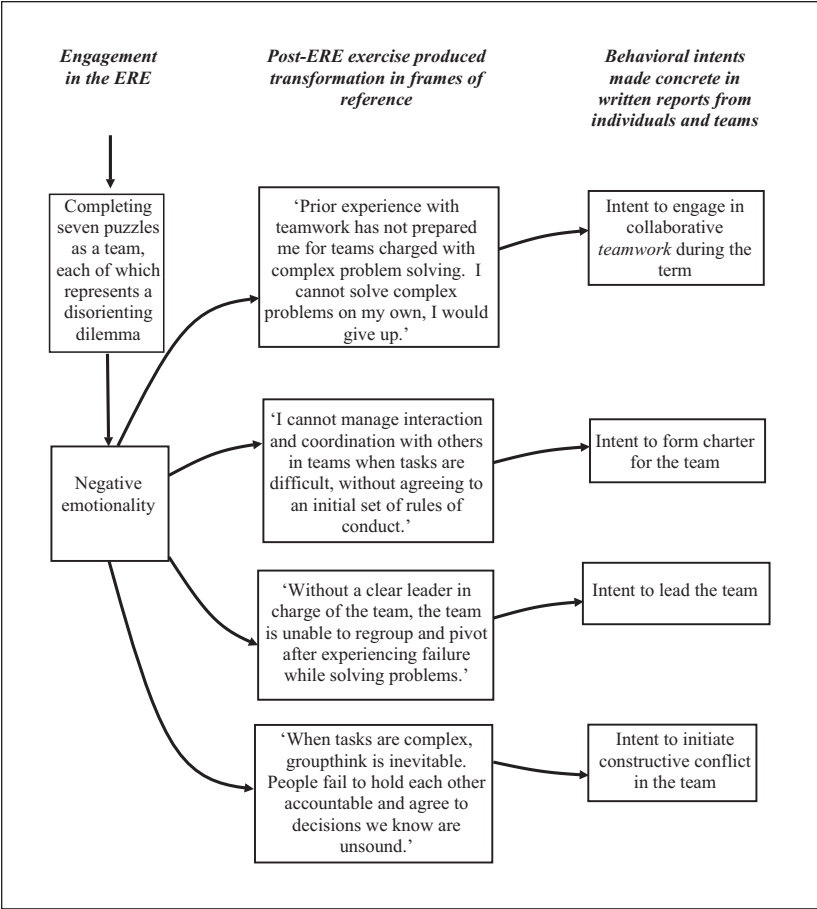 Engagement
in the ERE
Post-ERE exercise produced
transformation in frames of
reference
Behavioral intents
made concrete in
written reports from
individuals and teams
Completing
seven puzzles
as a team,
each of which
represents a
disorienting
dilemma
Negative
emotionality
‘Prior experience with
teamwork has not prepared
me for teams charged with
complex problem solving.  I
cannot solve complex
problems on my own, I would
give up.’
Intent to engage in
collaborative
teamwork during the
term
‘I cannot manage interaction
and coordination with others
in teams when tasks are
difficult, without agreeing to
an initial set of rules of
conduct.’
Intent to form charter
for the team
‘Without a clear leader in
charge of the team, the team
is unable to regroup and pivot
after experiencing failure
while solving problems.’
Intent to lead the team
‘When tasks are complex,
groupthink is inevitable.
People fail to hold each other
accountable and agree to
decisions we know are
unsound.’
Intent to initiate
constructive conflict
in the team